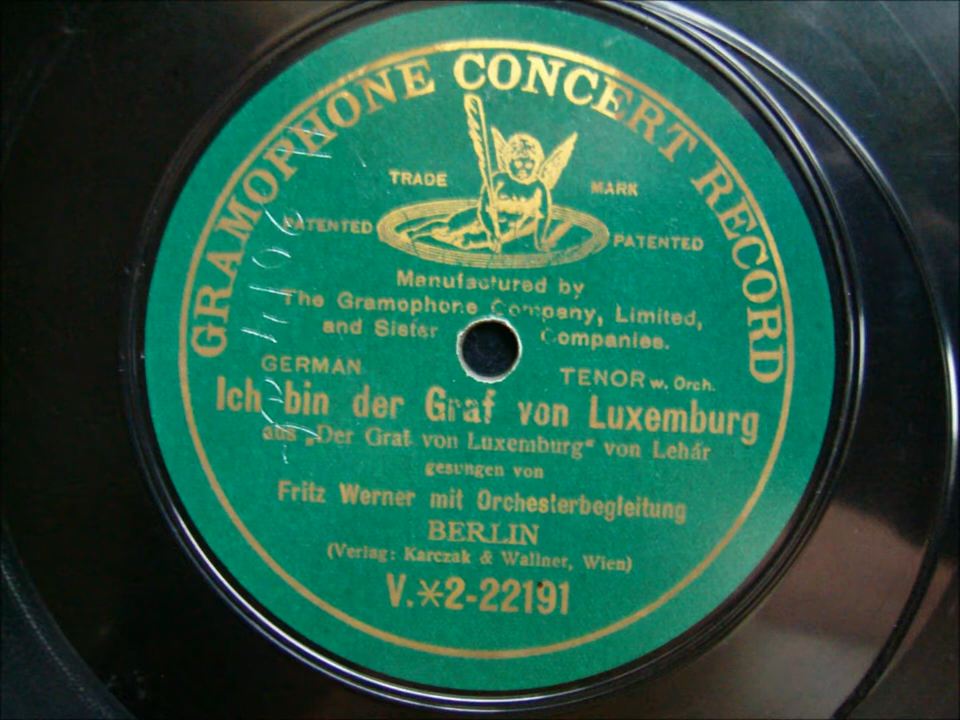 GRAMOPHONE CONCERT RECORD
TRADE MARK
PATENTED PATENTED
Manufactured by
The Gramophone Company, Limited,
and Sister Companies.
GERMAN TENOR w. Orch.
Ich bin der Graf von Luxemburg
aus „Der Graf von Luxemburg“ von Lehár
gesungen von
Fritz Werner mit Orchesterbegleitung
BERLIN
(Verlag: Karczak & Wallner, Wien)
V.*2-22191